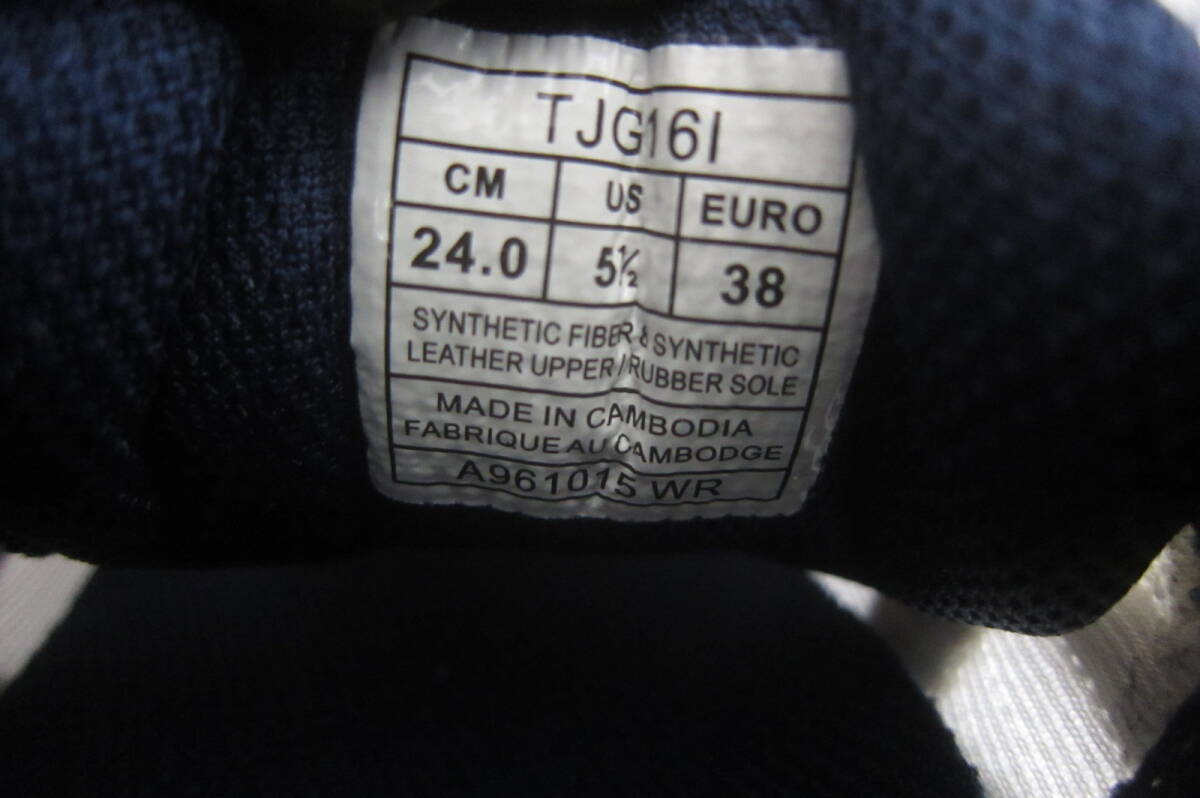 TJG16I
CM US EURO
24.0 5½ 38
SYNTHETIC FIBER & SYNTHETIC
LEATHER UPPER / RUBBER SOLE
MADE IN CAMBODIA
FABRIQUE AU CAMBODGE
A961015 WR